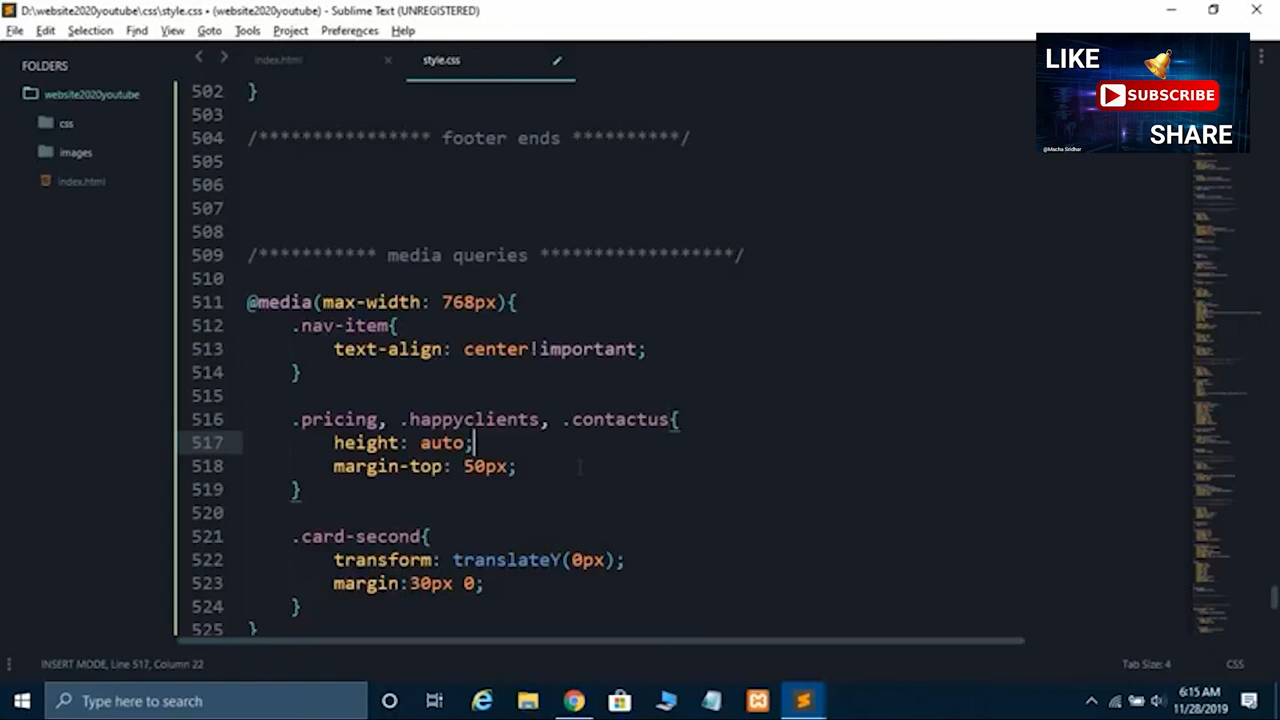 D:\website2020youtube\css\style.css • (website2020youtube) - Sublime Text (UNREGISTERED)
File Edit Selection Find View Goto Tools Project Preferences Help
FOLDERS
website2020youtube
css
images
index.html
index.html
style.css
LIKE
SUBSCRIBE
SHARE
@Macha Sridhar
502 }
503
504 /**************** footer ends **********/
505
506
507
508
509 /*********** media queries ******************/
510
511 @media(max-width: 768px){
512 .nav-item{
513 text-align: center!important;
514 }
515
516 .pricing, .happyclients, .contactus{
517 height: auto;
518 margin-top: 50px;
519 }
520
521 .card-second{
522 transform: translateY(0px);
523 margin:30px 0;
524 }
525 }
INSERT MODE, Line 517, Column 22
Tab Size: 4
CSS
Type here to search
6:15 AM
11/28/2019